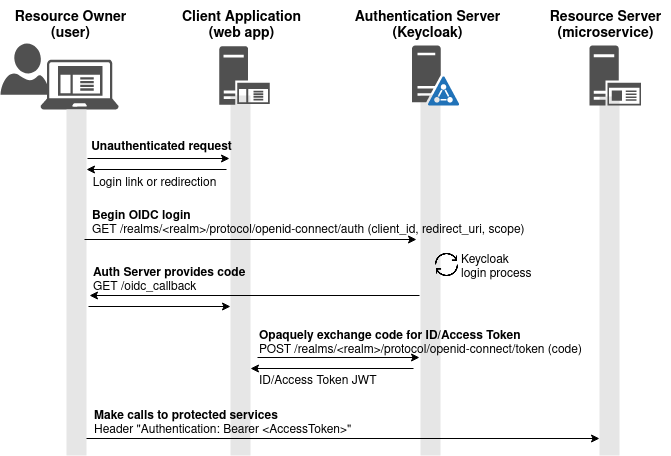 Resource Owner
(user)
Client Application
(web app)
Authentication Server
(Keycloak)
Resource Server
(microservice)
Unauthenticated request
Login link or redirection
Begin OIDC login
GET /realms/<realm>/protocol/openid-connect/auth (client_id, redirect_uri, scope)
Keycloak
login process
Auth Server provides code
GET /oidc_callback
Opaquely exchange code for ID/Access Token
POST /realms/<realm>/protocol/openid-connect/token (code)
ID/Access Token JWT
Make calls to protected services
Header "Authentication: Bearer <AccessToken>"